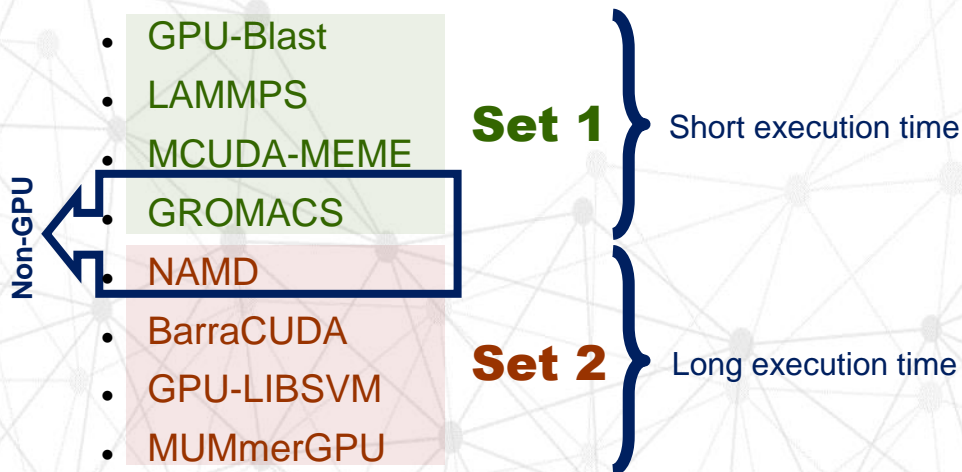 • GPU-Blast
• LAMMPS
• MCUDA-MEME
• GROMACS
• NAMD
• BarraCUDA
• GPU-LIBSVM
• MUMmerGPU
Non-GPU
Set 1
Short execution time
Set 2
Long execution time